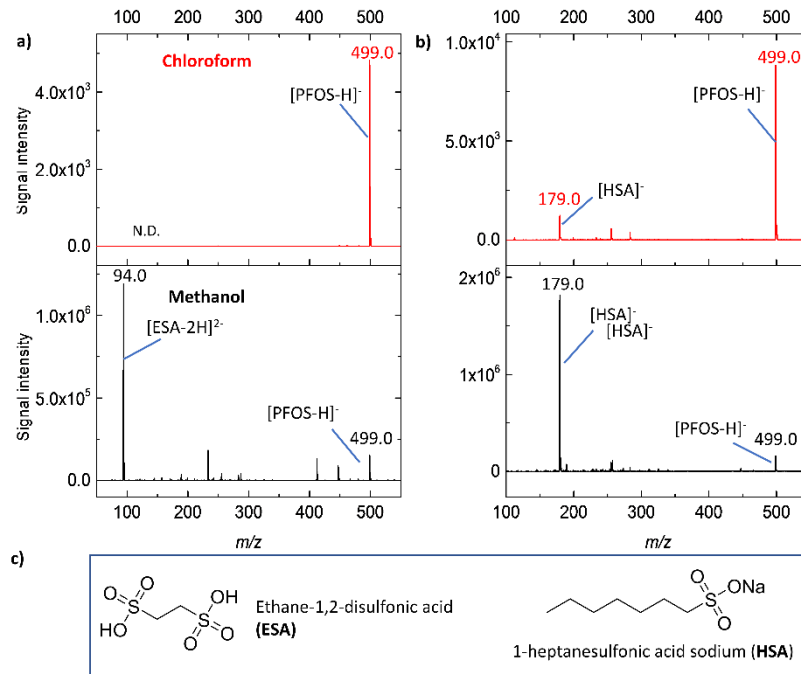 100 200 300 400 500
100 200 300 400 500
a)
b)
Chloroform
499.0
[PFOS-H]⁻
N.D.
4.0x10³
2.0x10³
0.0
Signal intensity
1.0x10⁴
5.0x10³
0.0
499.0
[PFOS-H]⁻
179.0
[HSA]⁻
94.0
Methanol
[ESA-2H]²⁻
[PFOS-H]⁻
499.0
1.0x10⁶
5.0x10⁵
0.0
Signal intensity
100 200 300 400 500
m/z
2x10⁶
1x10⁶
0
179.0
[HSA]⁻
[HSA]⁻
[PFOS-H]⁻
499.0
100 200 300 400 500
m/z
c)
O
O
S
OH
HO
S
O
O
Ethane-1,2-disulfonic acid
(ESA)
O
S
ONa
O
1-heptanesulfonic acid sodium (HSA)